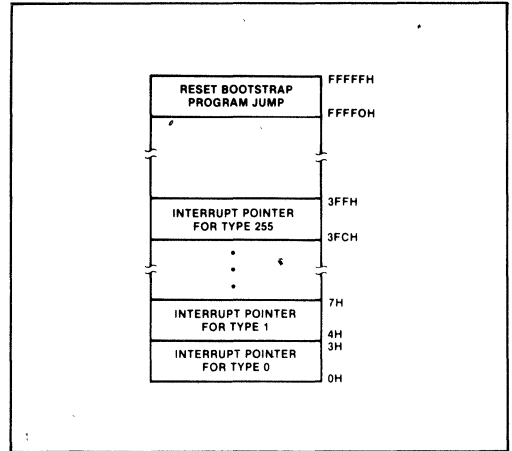 FFFFFH
RESET BOOTSTRAP
PROGRAM JUMP
FFFF0H
3FFH
INTERRUPT POINTER
FOR TYPE 255
3FCH
7H
INTERRUPT POINTER
FOR TYPE 1
4H
3H
INTERRUPT POINTER
FOR TYPE 0
0H